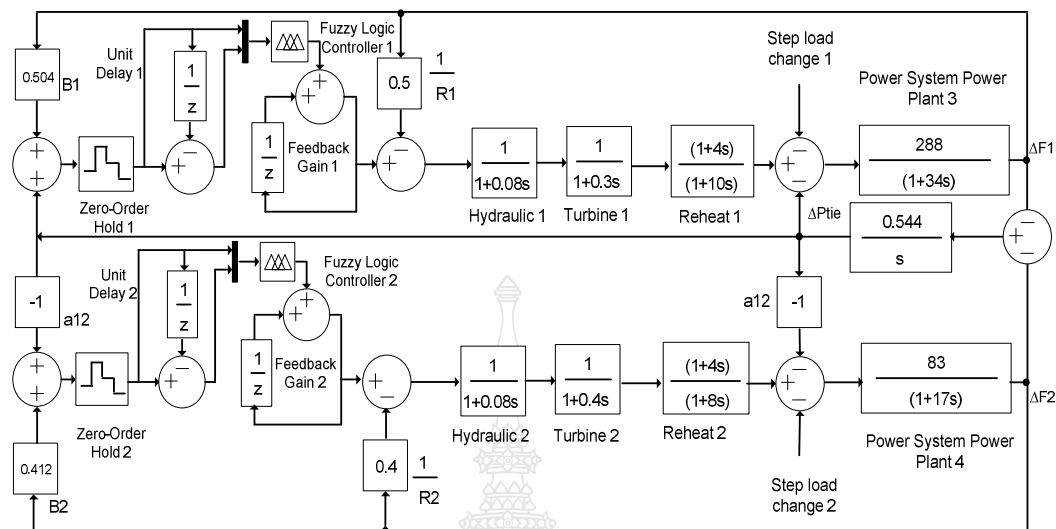 0.504
B1
Unit
Delay 1
1
z
Fuzzy Logic
Controller 1
0.5
1
R1
Step load
change 1
Power System Power
Plant 3
+
+
Zero-Order
Hold 1
−
+
+
1
z
Feedback
Gain 1
−
1
1+0.08s
Hydraulic 1
1
1+0.3s
Turbine 1
(1+4s)
(1+10s)
Reheat 1
−
−
288
(1+34s)
ΔF1
ΔPtie
0.544
s
−
+
−
-1
a12
Unit
Delay 2
1
z
Fuzzy Logic
Controller 2
-1
a12
+
+
Zero-Order
Hold 2
−
+
+
1
z
Feedback
Gain 2
−
1
1+0.08s
Hydraulic 2
1
1+0.4s
Turbine 2
(1+4s)
(1+8s)
Reheat 2
−
−
83
(1+17s)
ΔF2
Power System Power
Plant 4
0.412
B2
0.4
1
R2
Step load
change 2